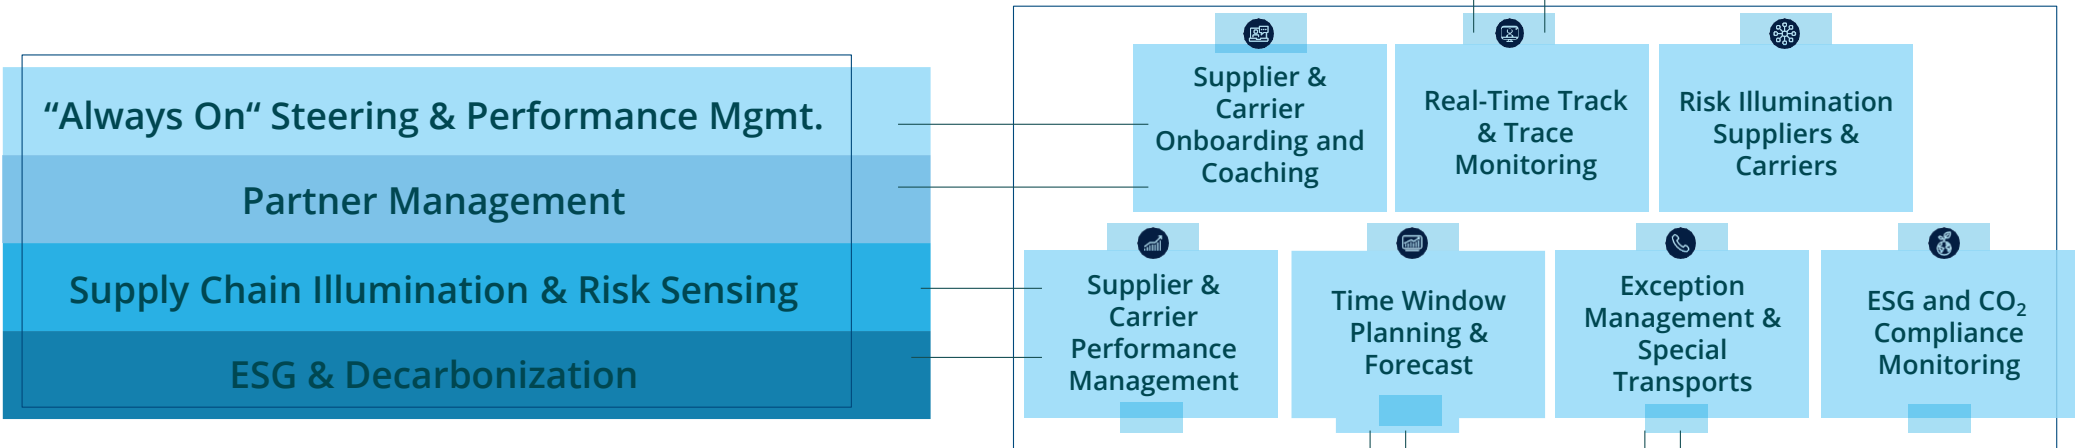 “Always On“ Steering & Performance Mgmt.
Partner Management
Supply Chain Illumination & Risk Sensing
ESG & Decarbonization
Supplier &
Carrier
Onboarding and
Coaching
Real-Time Track
& Trace
Monitoring
Risk Illumination
Suppliers &
Carriers
Supplier &
Carrier
Performance
Management
Time Window
Planning &
Forecast
Exception
Management &
Special
Transports
ESG and CO₂
Compliance
Monitoring